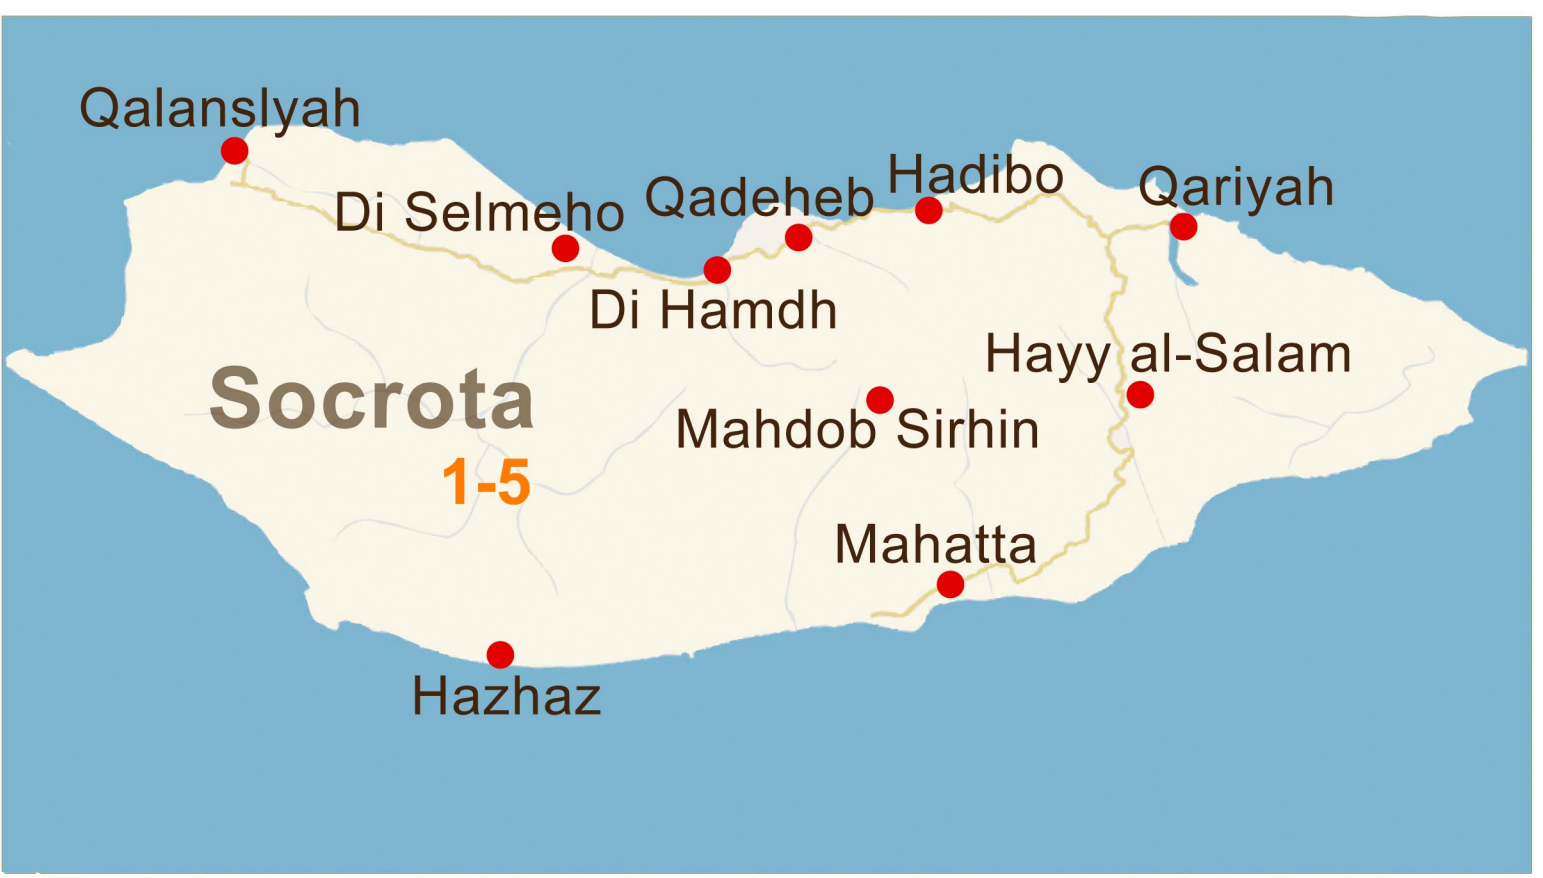 Qalanslyah
Di Selmeho
Qadeheb
Hadibo
Qariyah
Di Hamdh
Hayy al-Salam
Socrota
1-5
Mahdob Sirhin
Mahatta
Hazhaz